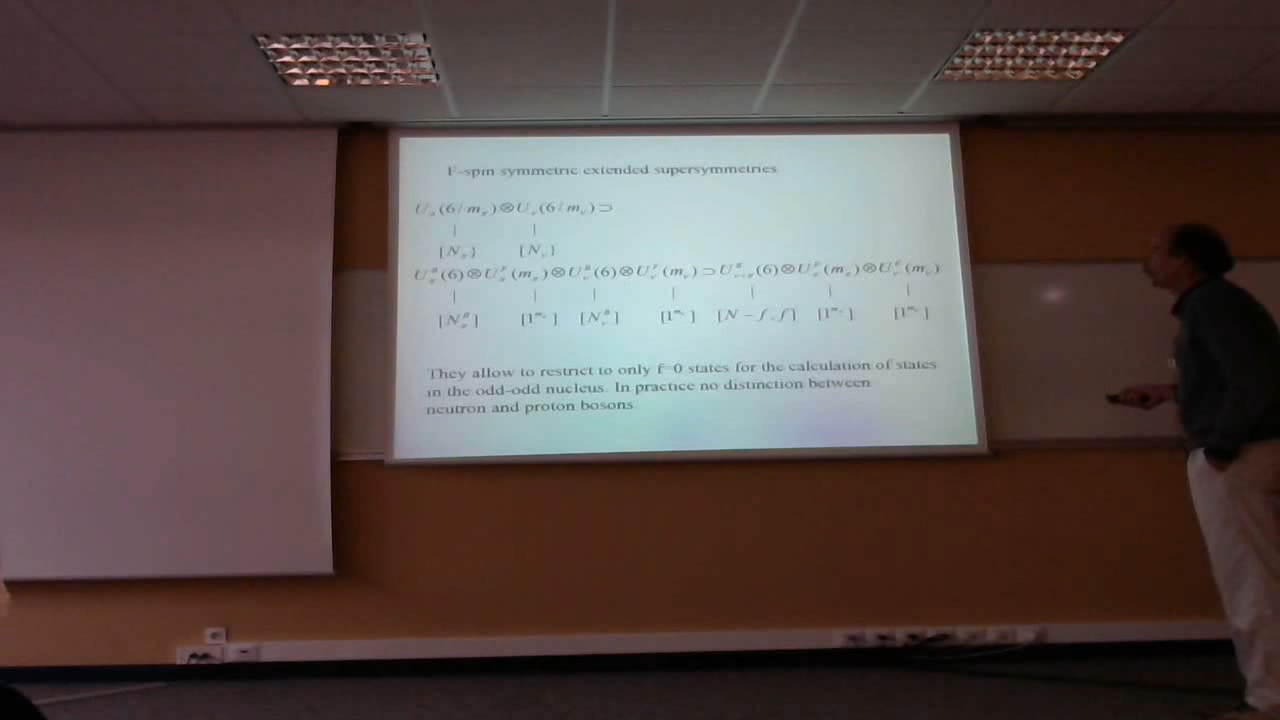 F-spin symmetric extended supersymmetries
U_π(6/m_π)⊗U_ν(6/m_ν)⊃
| |
[N_π} [N_ν}
U_π^B(6)⊗U_π^F(m_π)⊗U_ν^B(6)⊗U_ν^F(m_ν)⊃U_{ν+π}^B(6)⊗U_π^F(m_π)⊗U_ν^F(m_ν)
| | | | | | |
[N_π^B] [1^{m_π}] [N_ν^B] [1^{m_ν}] [N−f,f] [1^{m_π}] [1^{m_ν}]
They allow to restrict to only f=0 states for the calculation of states
in the odd-odd nucleus. In practice no distinction between
neutron and proton bosons.